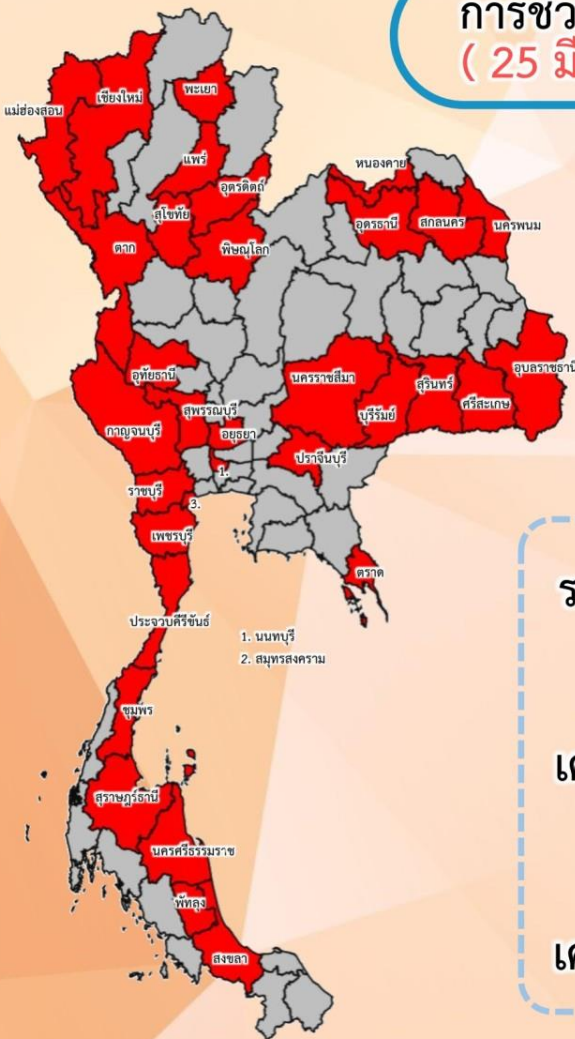 การชว
( 25 มี
แม่ฮ่องสอน
เชียงใหม่
พะเยา
แพร่
อุตรดิตถ์
สุโขทัย
ตาก
พิษณุโลก
หนองคาย
อุดรธานี
สกลนคร
นครพนม
อุทัยธานี
นครราชสีมา
สุรินทร์
อุบลราชธานี
สุพรรณบุรี
บุรีรัมย์
ศรีสะเกษ
กาญจนบุรี
อยุธยา
ปราจีนบุรี
1.
ราชบุรี
3.
เพชรบุรี
ตราด
ประจวบคีรีขันธ์
1. นนทบุรี
2. สมุทรสงคราม
ชุมพร
สุราษฎร์ธานี
นครศรีธรรมราช
พัทลุง
สงขลา
ร
เ
เ